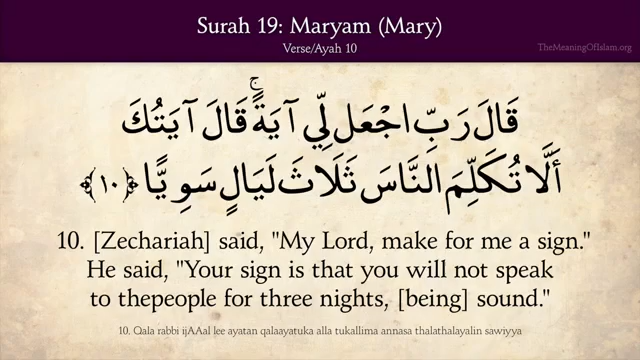 Surah 19: Maryam (Mary)
Verse/Ayah 10
TheMeaningOfIslam.org
قَالَ رَبِّ اجْعَل لِّي آيَةً ۚ قَالَ آيَتُكَ
أَلَّا تُكَلِّمَ النَّاسَ ثَلَاثَ لَيَالٍ سَوِيًّا ﴿١٠﴾
10. [Zechariah] said, "My Lord, make for me a sign."
He said, "Your sign is that you will not speak
to thepeople for three nights, [being] sound."
10. Qala rabbi ijAAal lee ayatan qalaayatuka alla tukallima annasa thalathalayalin sawiyya